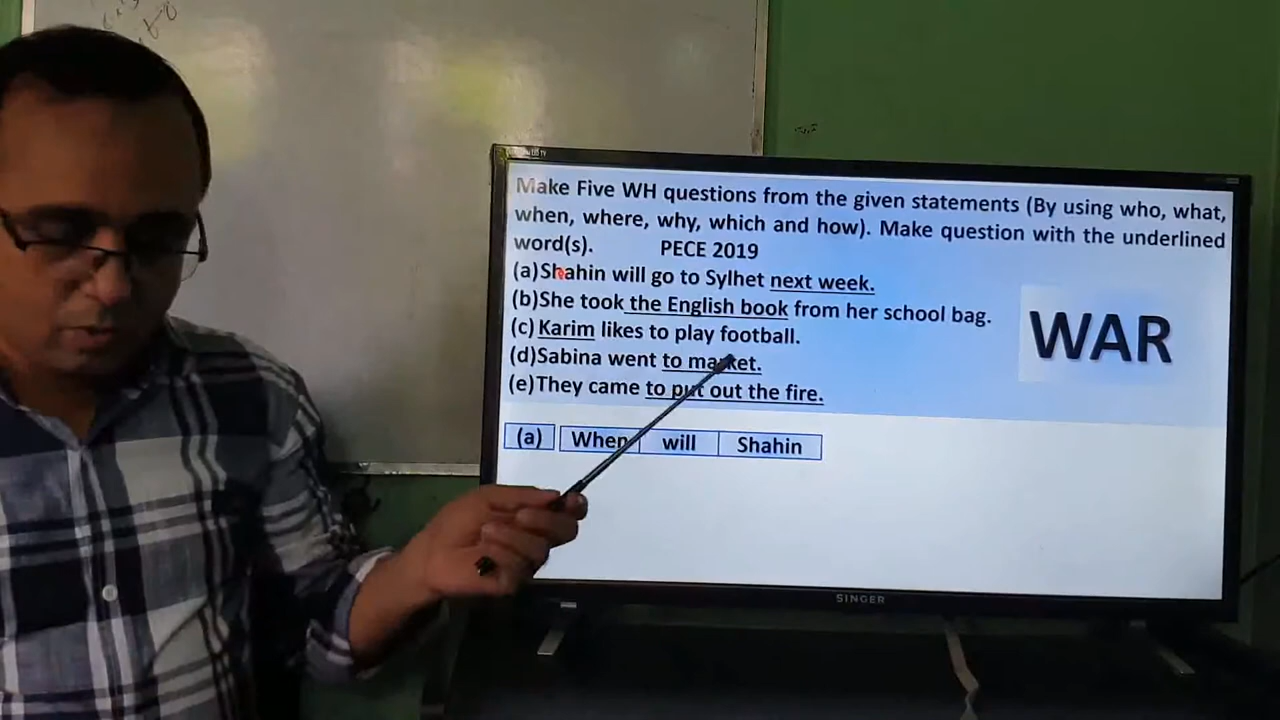 Make Five WH questions from the given statements (By using who, what,
when, where, why, which and how). Make question with the underlined
word(s). PECE 2019
(a)Shahin will go to Sylhet next week.
(b)She took the English book from her school bag.
(c) Karim likes to play football.
(d)Sabina went to market.
(e)They came to put out the fire.
WAR
(a) When will Shahin
SINGER